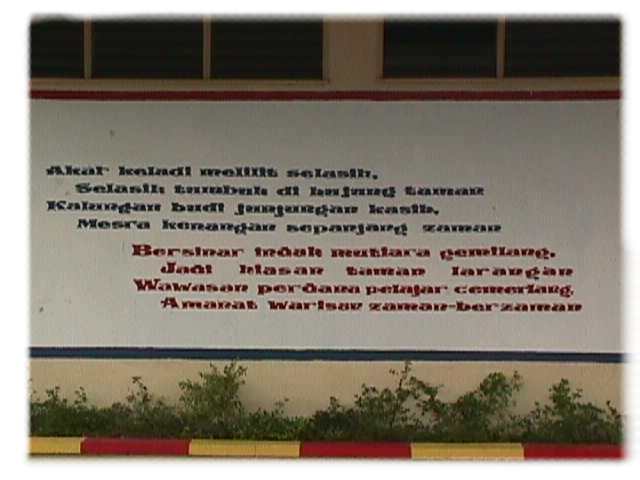 Akar keladi melilit selasih,
Selasih tumbuh di hujung taman
Kalungan budi junjungan kasih,
Mesra kenangan sepanjang zaman
Bersinar indah mutiara gemilang,
Jadi hiasan taman larangan
Wawasan perdana pelajar cemerlang,
Amanat warisan zaman-berzaman